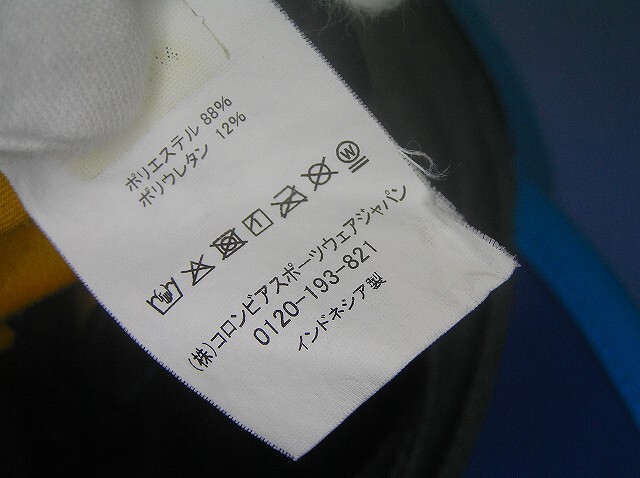 ポリエステル 88%
ポリウレタン 12%
(株)コロンビアスポーツウェアジャパン
0120-193-821
インドネシア製